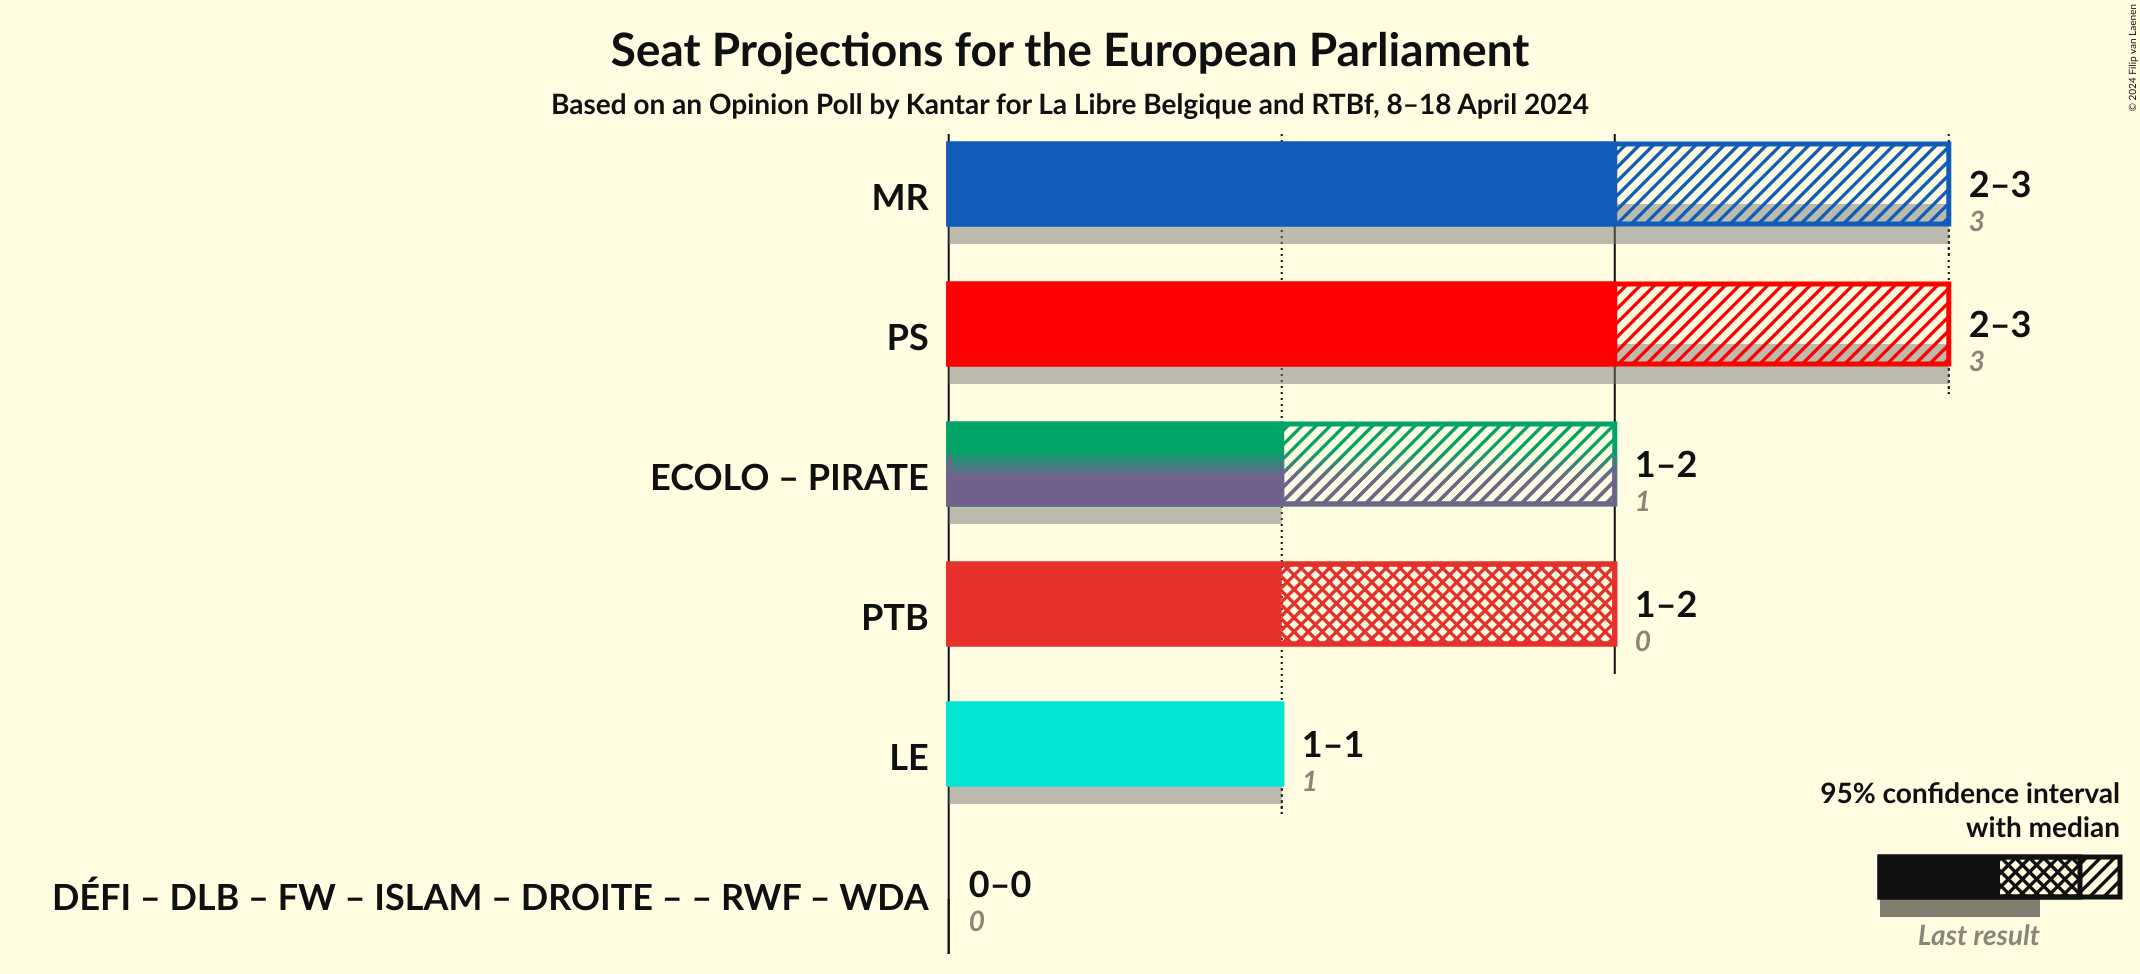 Seat Projections for the European Parliament
Based on an Opinion Poll by Kantar for La Libre Belgique and RTBf, 8–18 April 2024
© 2024 Filip van Laenen
MR
2–3
3
PS
2–3
3
ECOLO – PIRATE
1–2
1
PTB
1–2
0
LE
1–1
1
DÉFI – DLB – FW – ISLAM – DROITE – – RWF – WDA
0–0
0
95% confidence interval
with median
Last result